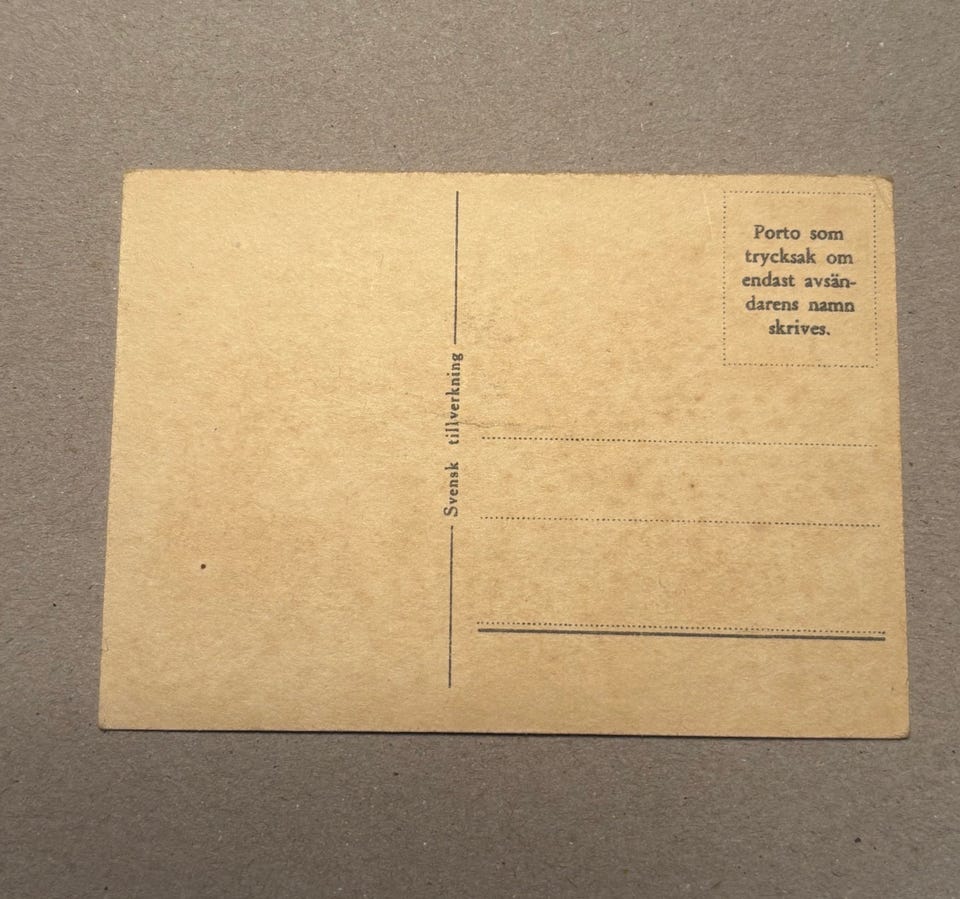 Svensk tillverkning
Porto som
trycksak om
endast avsän-
darens namn
skrives.